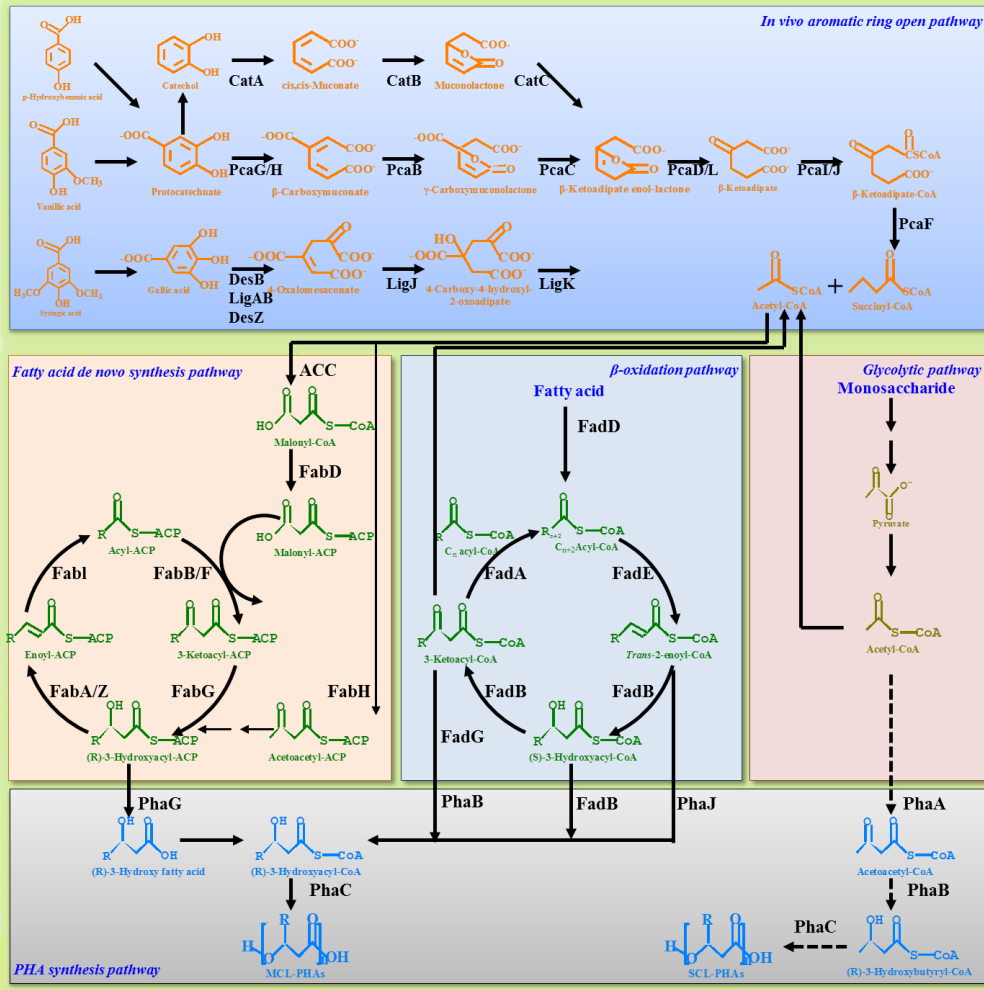 In vivo aromatic ring open pathway
p-Hydroxybenzoic acid
Catechol
CatA
cis,cis-Muconate
CatB
Muconolactone
CatC
Vanillic acid
Protocatechuate
PcaG/H
β-Carboxymuconate
PcaB
γ-Carboxymuconolactone
PcaC
β-Ketoadipate enol-lactone
PcaD/L
β-Ketoadipate
PcaI/J
β-Ketoadipate-CoA
PcaF
Syringic acid
Gallic acid
DesB
LigAB
DesZ
4-Oxalomesaconate
LigJ
4-Carboxy-4-hydroxyl-
2-oxoadipate
LigK
Acetyl-CoA
+
Succinyl-CoA
Fatty acid de novo synthesis pathway
ACC
Malonyl-CoA
FabD
Malonyl-ACP
Acyl-ACP
FabI
FabB/F
Enoyl-ACP
3-Ketoacyl-ACP
FabA/Z
FabG
FabH
(R)-3-Hydroxyacyl-ACP
Acetoacetyl-ACP
β-oxidation pathway
Fatty acid
FadD
Cn acyl-CoA
Cn+2Acyl-CoA
FadA
FadE
3-Ketoacyl-CoA
Trans-2-enoyl-CoA
FadB
FadB
FadG
(S)-3-Hydroxyacyl-CoA
Glycolytic pathway
Monosaccharide
Pyruvate
Acetyl-CoA
PhaG
PhaB
FadB
PhaJ
PhaA
(R)-3-Hydroxy fatty acid
(R)-3-Hydroxyacyl-CoA
Acetoacetyl-CoA
PhaC
PhaB
PhaC
MCL-PHAs
SCL-PHAs
(R)-3-Hydroxybutyryl-CoA
PHA synthesis pathway